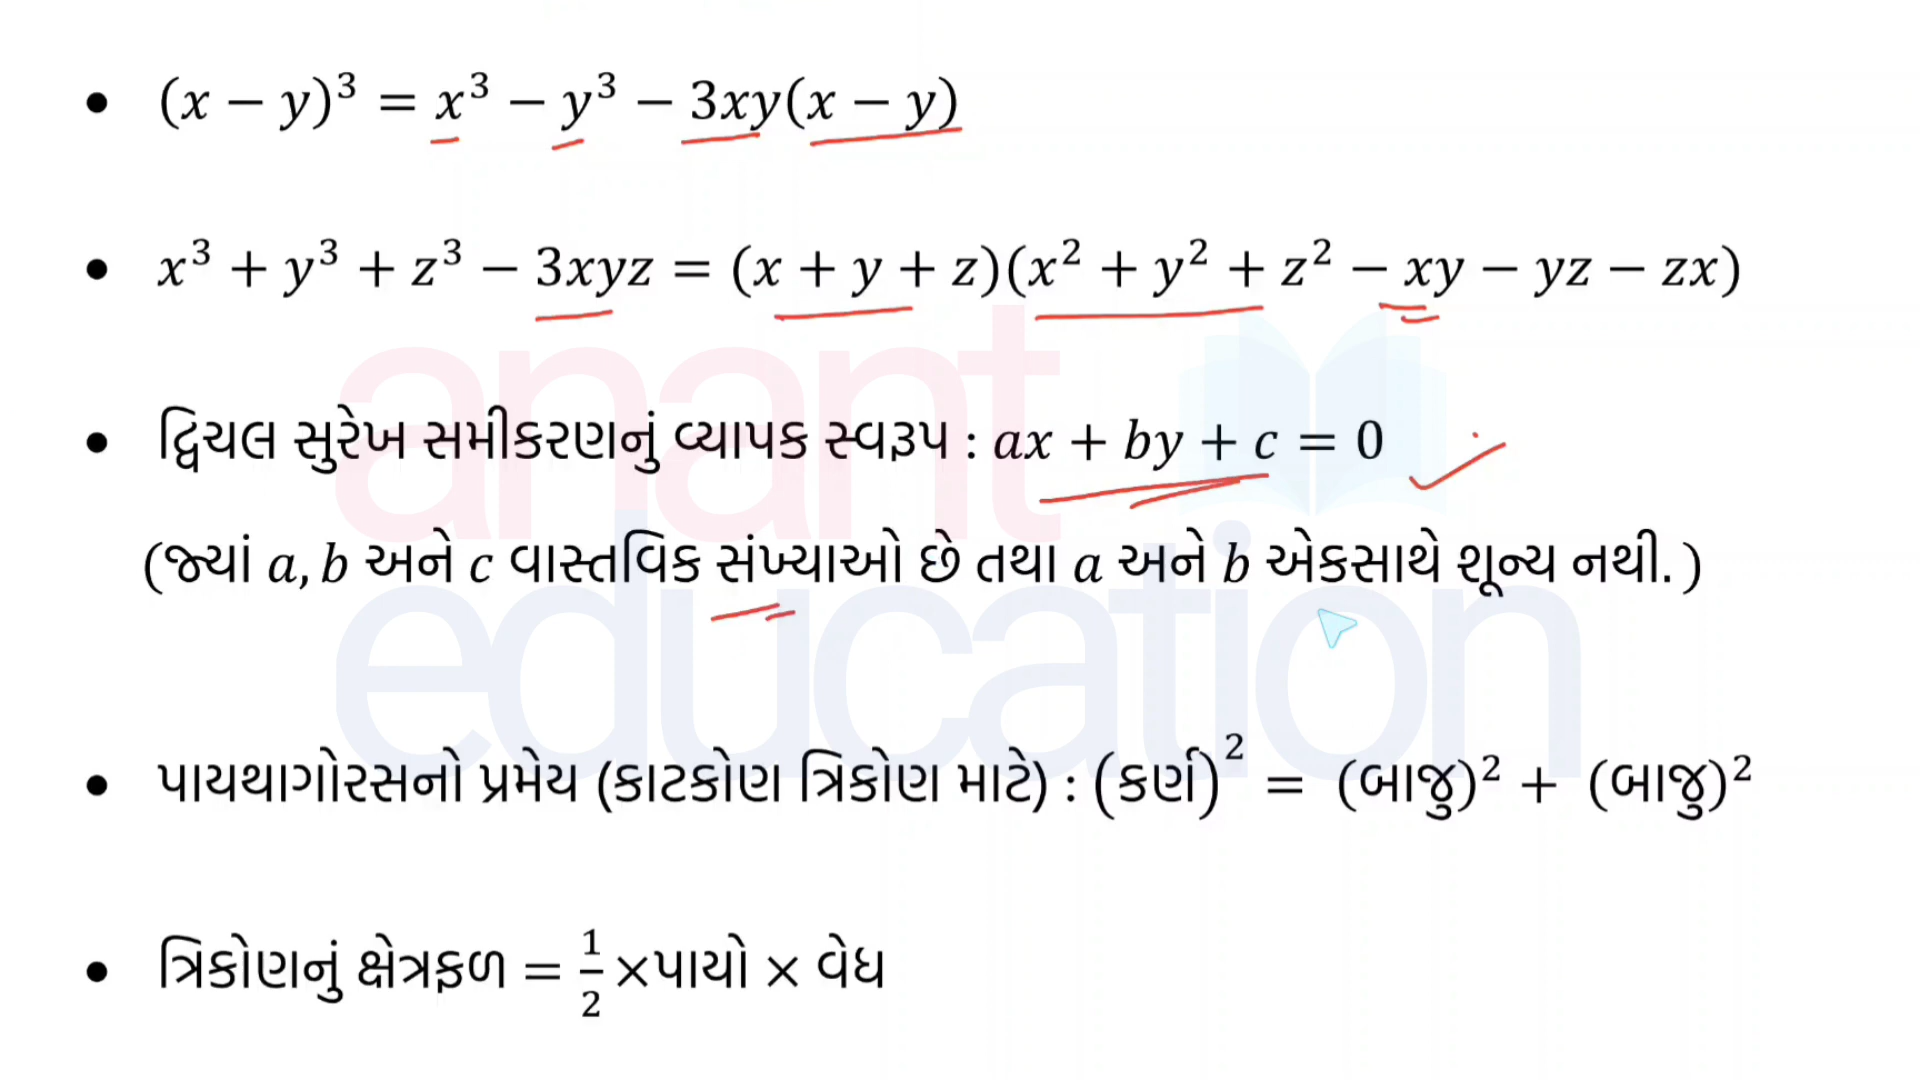 • (x − y)³ = x³ − y³ − 3xy(x − y)
• x³ + y³ + z³ − 3xyz = (x + y + z)(x² + y² + z² − xy − yz − zx)
• દ્વિચલ સુરેખ સમીકરણનું વ્યાપક સ્વરૂપ : ax + by + c = 0
(જ્યાં a, b અને c વાસ્તવિક સંખ્યાઓ છે તથા a અને b એકસાથે શૂન્ય નથી. )
• પાયથાગોરસનો પ્રમેય (કાટકોણ ત્રિકોણ માટે) : (કર્ણ)² = (બાજુ)² + (બાજુ)²
• ત્રિકોણનું ક્ષેત્રફળ = 1/2 ×પાયો × વેધ
anant
education